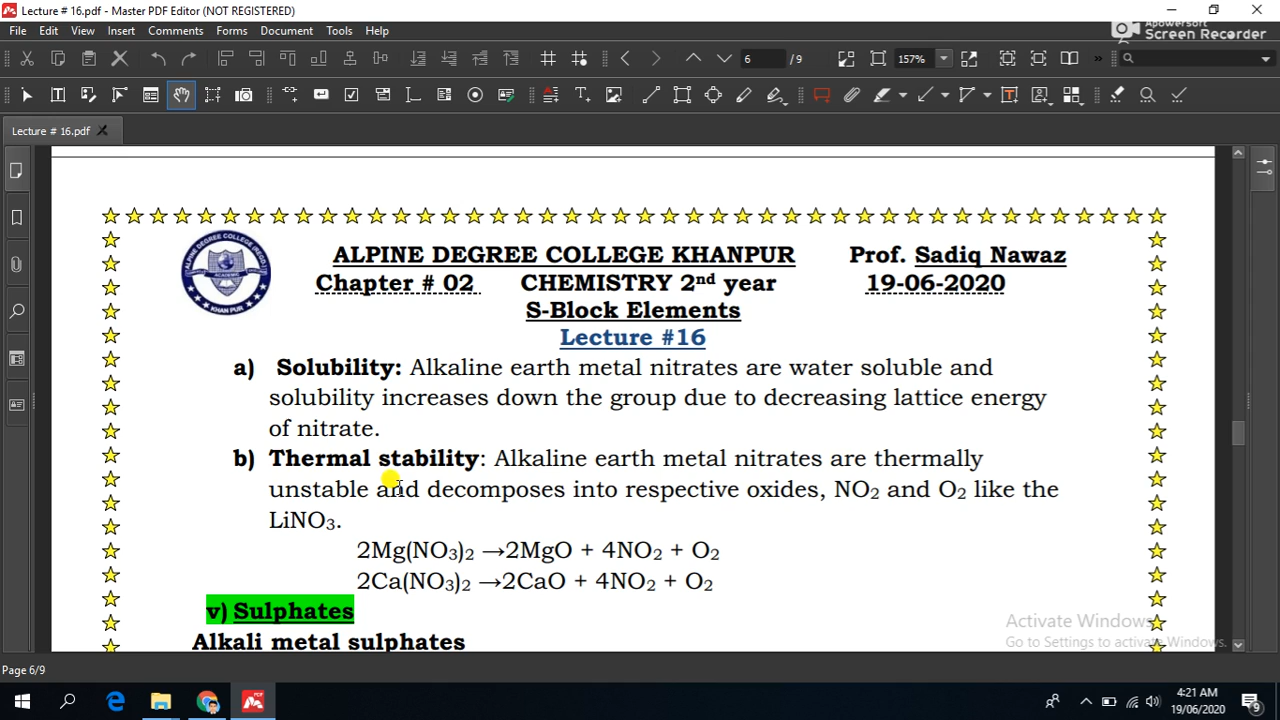 Lecture # 16.pdf - Master PDF Editor (NOT REGISTERED)
File Edit View Insert Comments Forms Document Tools Help
Apowersoft
Screen Recorder
6 / 9 157%
Lecture # 16.pdf
ALPINE DEGREE COLLEGE KHANPUR Prof. Sadiq Nawaz
Chapter # 02 CHEMISTRY 2nd year 19-06-2020
S-Block Elements
Lecture #16
a) Solubility: Alkaline earth metal nitrates are water soluble and
solubility increases down the group due to decreasing lattice energy
of nitrate.
b) Thermal stability: Alkaline earth metal nitrates are thermally
unstable and decomposes into respective oxides, NO₂ and O₂ like the
LiNO₃.
2Mg(NO₃)₂ →2MgO + 4NO₂ + O₂
2Ca(NO₃)₂ →2CaO + 4NO₂ + O₂
v) Sulphates
Alkali metal sulphates
Activate Windows
Go to Settings to activate Windows.
Page 6/9
4:21 AM
19/06/2020
9